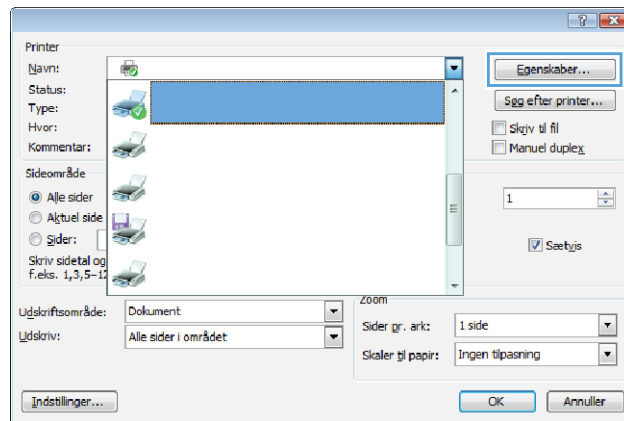 Printer
Navn:
Egenskaber...
Status:
Type:
Søg efter printer...
Hvor:
Skriv til fil
Kommentar:
Manuel duplex
Sideområde
Alle sider
1
Aktuel side
Sider:
Sætvis
Skriv sidetal og
f.eks. 1,3,5–12
Zoom
Udskriftsområde:
Dokument
Sider pr. ark:
1 side
Udskriv:
Alle sider i området
Skaler til papir:
Ingen tilpasning
Indstillinger...
OK
Annuller